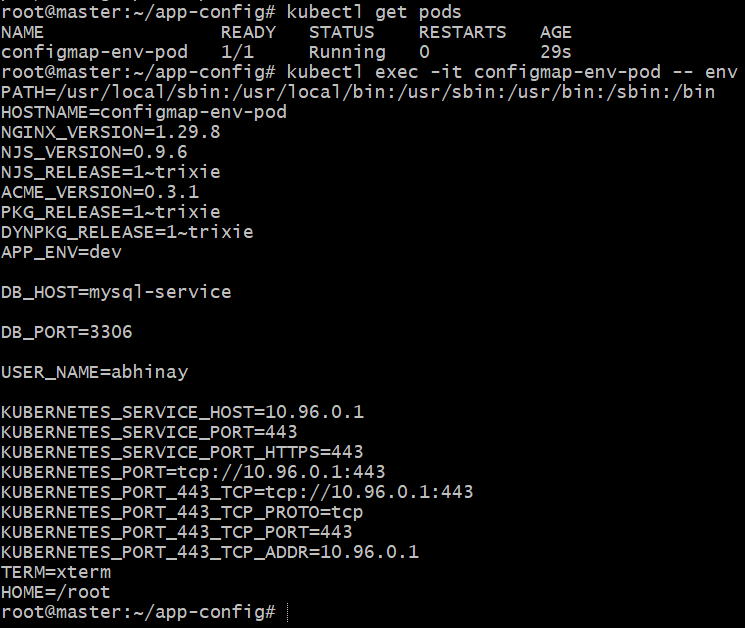 root@master:~/app-config# kubectl get pods
NAME                READY   STATUS    RESTARTS   AGE
configmap-env-pod   1/1     Running   0          29s
root@master:~/app-config# kubectl exec -it configmap-env-pod -- env
PATH=/usr/local/sbin:/usr/local/bin:/usr/sbin:/usr/bin:/sbin:/bin
HOSTNAME=configmap-env-pod
NGINX_VERSION=1.29.8
NJS_VERSION=0.9.6
NJS_RELEASE=1~trixie
ACME_VERSION=0.3.1
PKG_RELEASE=1~trixie
DYNPKG_RELEASE=1~trixie
APP_ENV=dev
DB_HOST=mysql-service
DB_PORT=3306
USER_NAME=abhinay
KUBERNETES_SERVICE_HOST=10.96.0.1
KUBERNETES_SERVICE_PORT=443
KUBERNETES_SERVICE_PORT_HTTPS=443
KUBERNETES_PORT=tcp://10.96.0.1:443
KUBERNETES_PORT_443_TCP=tcp://10.96.0.1:443
KUBERNETES_PORT_443_TCP_PROTO=tcp
KUBERNETES_PORT_443_TCP_PORT=443
KUBERNETES_PORT_443_TCP_ADDR=10.96.0.1
TERM=xterm
HOME=/root
root@master:~/app-config#